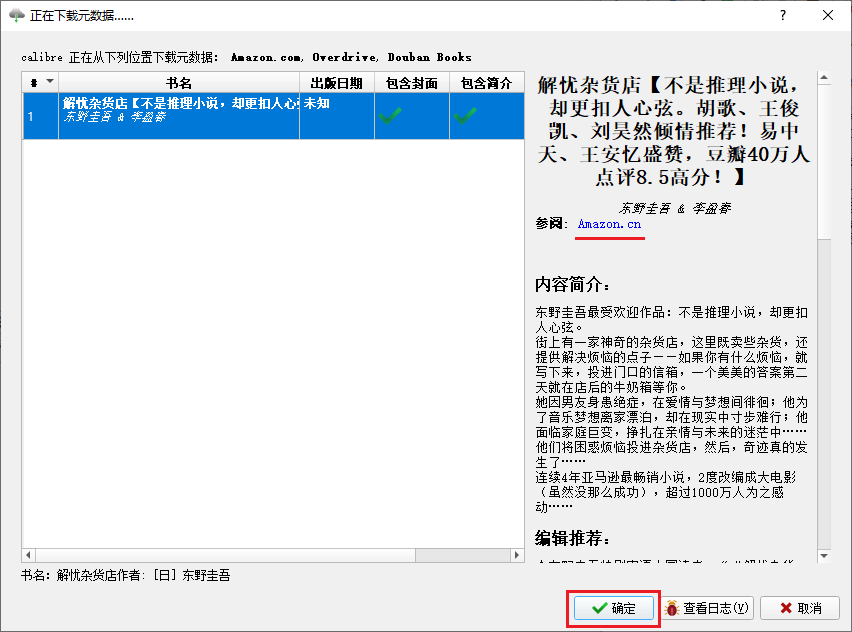 正在下载元数据......
?
calibre 正在从下列位置下载元数据： Amazon.com, Overdrive, Douban Books
# 书名 出版日期 包含封面 包含简介
1 解忧杂货店【不是推理小说，却更扣人心弦 未知
东野圭吾 & 李盈春
解忧杂货店【不是推理小说，
却更扣人心弦。胡歌、王俊
凯、刘昊然倾情推荐！易中
天、王安忆盛赞，豆瓣40万人
点评8.5高分！】
东野圭吾 & 李盈春
参阅： Amazon.cn
内容简介：
东野圭吾最受欢迎作品：不是推理小说，却更扣
人心弦。
街上有一家神奇的杂货店，这里既卖些杂货，还
提供解决烦恼的点子——如果你有什么烦恼，就
写下来，投进门口的信箱，一个美美的答案第二
天就在店后的牛奶箱等你。
她因男友身患绝症，在爱情与梦想间徘徊；他为
了音乐梦想离家漂泊，却在现实中寸步难行；他
面临家庭巨变，挣扎在亲情与未来的迷茫中……
他们将困惑烦恼投进杂货店，然后，奇迹真的发
生了……
连续4年亚马逊最畅销小说，2度改编成大电影
（虽然没那么成功），超过1000万人为之感
动……
编辑推荐：
书名：解忧杂货店作者：[日] 东野圭吾
确定 查看日志(V) 取消